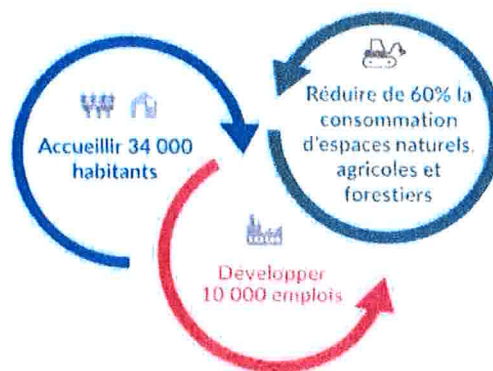 Accueillir 34 000
habitants
Réduire de 60% la
consommation
d'espaces naturels,
agricoles et
forestiers
Développer
10 000 emplois